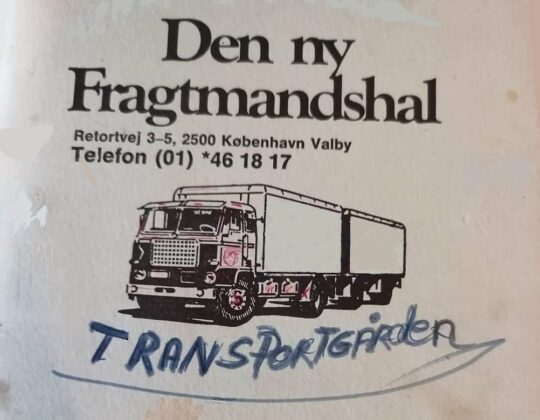 Den ny
Fragtmandshal
Retortvej 3–5, 2500 København Valby
Telefon (01) *46 18 17
TRANSPORTGÅRDEN